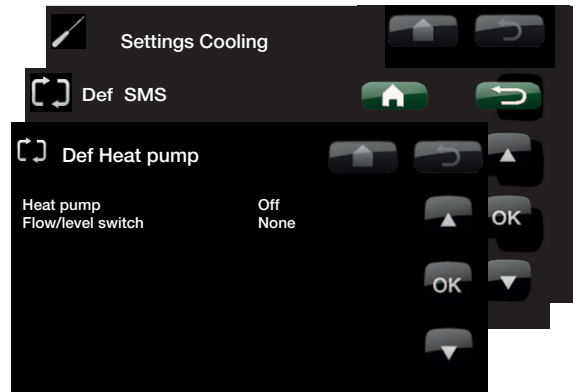 Settings Cooling
Def SMS
Def Heat pump
Heat pump Off
Flow/level switch None
OK
OK